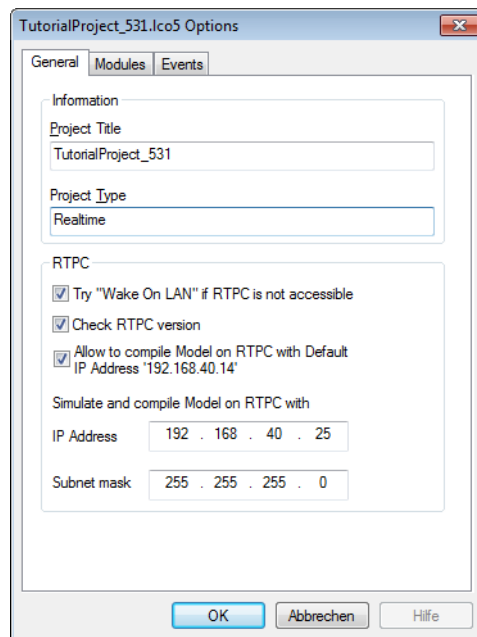 TutorialProject_531.lco5 Options
General Modules Events
Information
Project Title
TutorialProject_531
Project Type
Realtime
RTPC
Try "Wake On LAN" if RTPC is not accessible
Check RTPC version
Allow to compile Model on RTPC with Default
IP Address '192.168.40.14'
Simulate and compile Model on RTPC with
IP Address 192 . 168 . 40 . 25
Subnet mask 255 . 255 . 255 . 0
OK Abbrechen Hilfe